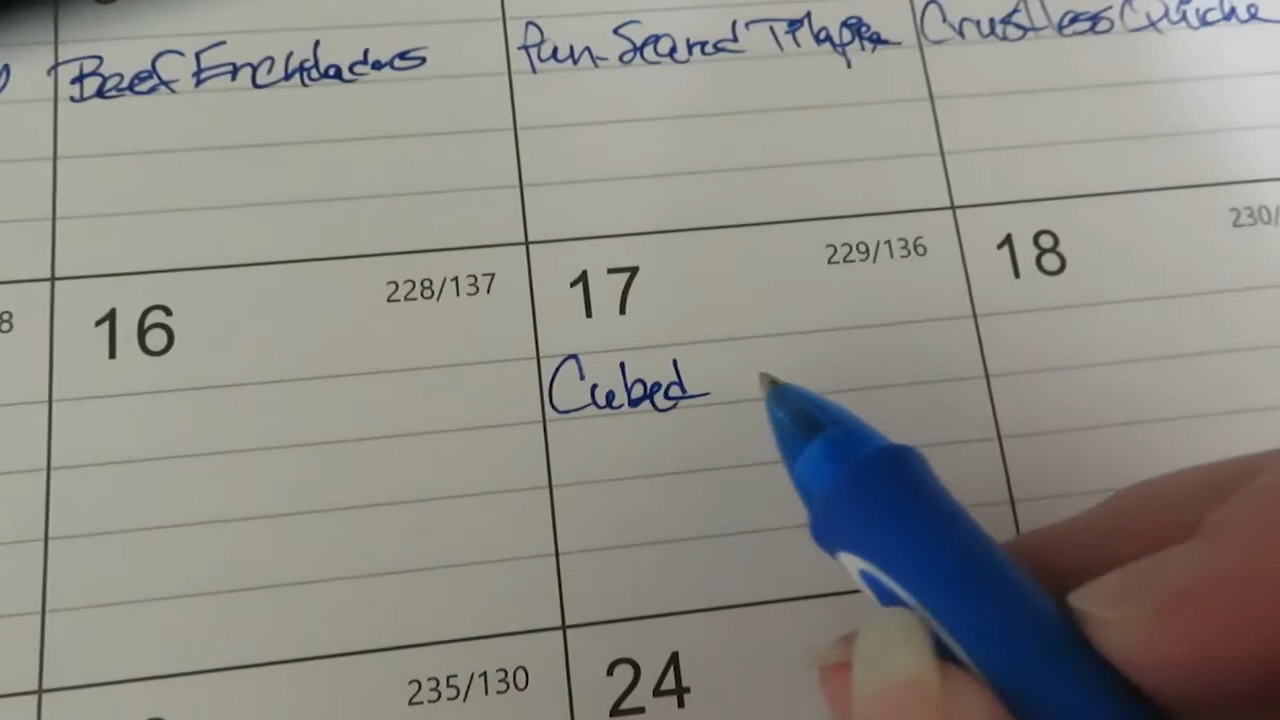 Beef Enchiladas
Pan-Seared Tilapia
Crustless Quiche
8
16 228/137
17 229/136
18 230/
Cubed
235/130
24